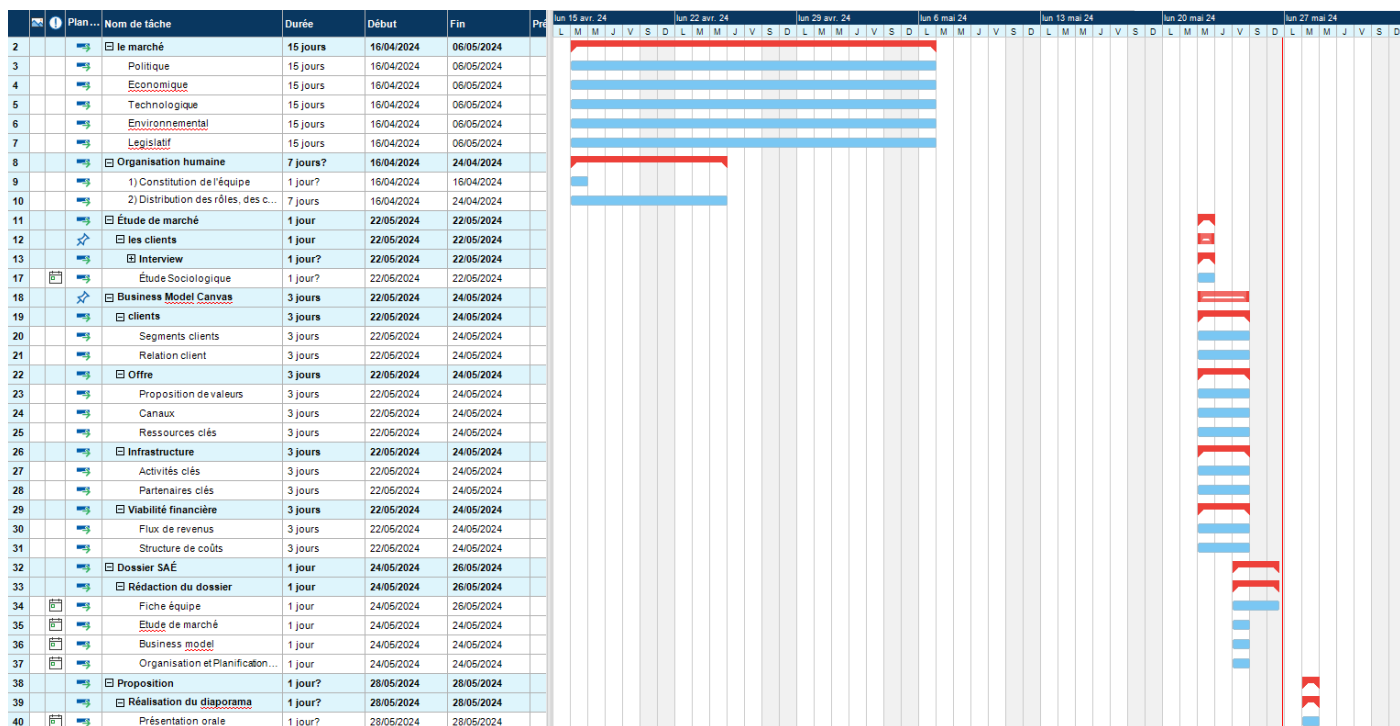 Plan... Nom de tâche Durée Début Fin Pré
lun 15 avr. 24 lun 22 avr. 24 lun 29 avr. 24 lun 6 mai 24 lun 13 mai 24 lun 20 mai 24 lun 27 mai 24
L M M J V S D L M M J V S D L M M J V S D L M M J V S D L M M J V S D L M M J V S D L M M J V S D
2 le marché 15 jours 16/04/2024 06/05/2024
3 Politique 15 jours 16/04/2024 06/05/2024
4 Economique 15 jours 16/04/2024 06/05/2024
5 Technologique 15 jours 16/04/2024 06/05/2024
6 Environnemental 15 jours 16/04/2024 06/05/2024
7 Legislatif 15 jours 16/04/2024 06/05/2024
8 Organisation humaine 7 jours? 16/04/2024 24/04/2024
9 1) Constitution de l'équipe 1 jour? 16/04/2024 16/04/2024
10 2) Distribution des rôles, des c... 7 jours 16/04/2024 24/04/2024
11 Étude de marché 1 jour 22/05/2024 22/05/2024
12 les clients 1 jour 22/05/2024 22/05/2024
13 Interview 1 jour? 22/05/2024 22/05/2024
17 Étude Sociologique 1 jour? 22/05/2024 22/05/2024
18 Business Model Canvas 3 jours 22/05/2024 24/05/2024
19 clients 3 jours 22/05/2024 24/05/2024
20 Segments clients 3 jours 22/05/2024 24/05/2024
21 Relation client 3 jours 22/05/2024 24/05/2024
22 Offre 3 jours 22/05/2024 24/05/2024
23 Proposition de valeurs 3 jours 22/05/2024 24/05/2024
24 Canaux 3 jours 22/05/2024 24/05/2024
25 Ressources clés 3 jours 22/05/2024 24/05/2024
26 Infrastructure 3 jours 22/05/2024 24/05/2024
27 Activités clés 3 jours 22/05/2024 24/05/2024
28 Partenaires clés 3 jours 22/05/2024 24/05/2024
29 Viabilité financière 3 jours 22/05/2024 24/05/2024
30 Flux de revenus 3 jours 22/05/2024 24/05/2024
31 Structure de coûts 3 jours 22/05/2024 24/05/2024
32 Dossier SAÉ 1 jour 24/05/2024 26/05/2024
33 Rédaction du dossier 1 jour 24/05/2024 26/05/2024
34 Fiche équipe 1 jour 24/05/2024 26/05/2024
35 Etude de marché 1 jour 24/05/2024 24/05/2024
36 Business model 1 jour 24/05/2024 24/05/2024
37 Organisation et Planification... 1 jour 24/05/2024 24/05/2024
38 Proposition 1 jour? 28/05/2024 28/05/2024
39 Réalisation du diaporama 1 jour? 28/05/2024 28/05/2024
40 Présentation orale 1 jour? 28/05/2024 28/05/2024